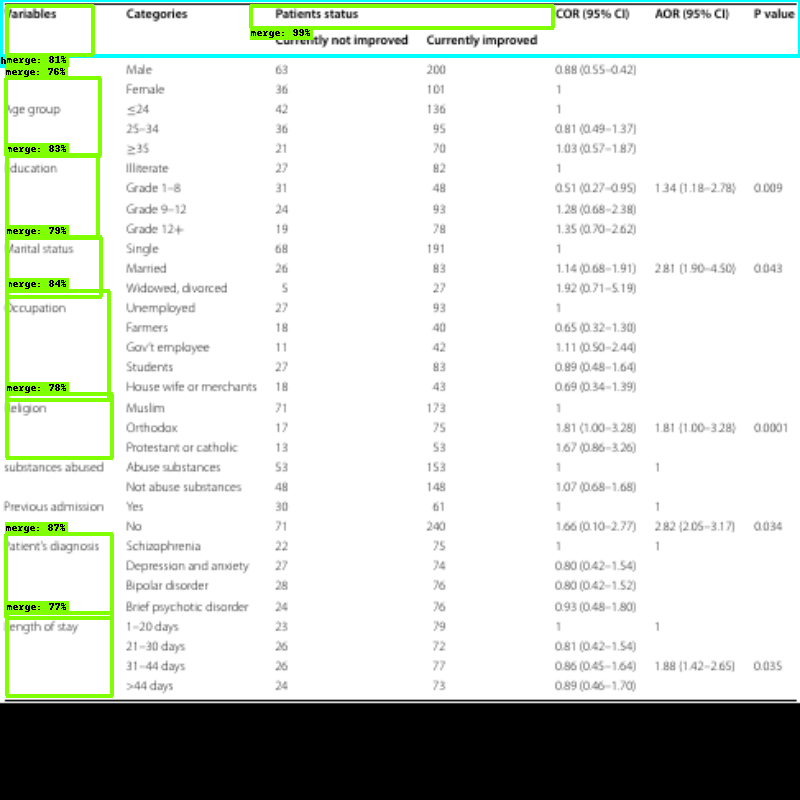 Variables Categories Patients status COR (95% CI) AOR (95% CI) P value
merge: 99%
Currently not improved Currently improved
merge: 81%
merge: 76%
Male 63 200 0.88 (0.55–0.42)
Female 36 101 1
Age group ≤24 42 136 1
25–34 36 95 0.81 (0.49–1.37)
merge: 83%
≥35 21 70 1.03 (0.57–1.87)
Education Illiterate 27 82 1
Grade 1–8 31 48 0.51 (0.27–0.95) 1.34 (1.18–2.78) 0.009
Grade 9–12 24 93 1.28 (0.68–2.38)
merge: 79%
Grade 12+ 19 78 1.35 (0.70–2.62)
Marital status Single 68 191 1
Married 26 83 1.14 (0.68–1.91) 2.81 (1.90–4.50) 0.043
merge: 84%
Widowed, divorced 5 27 1.92 (0.71–5.19)
Occupation Unemployed 27 93 1
Farmers 18 40 0.65 (0.32–1.30)
Gov't employee 11 42 1.11 (0.50–2.44)
Students 27 83 0.89 (0.48–1.64)
merge: 78%
House wife or merchants 18 43 0.69 (0.34–1.39)
Religion Muslim 71 173 1
Orthodox 17 75 1.81 (1.00–3.28) 1.81 (1.00–3.28) 0.0001
Protestant or catholic 13 53 1.67 (0.86–3.26)
substances abused Abuse substances 53 153 1 1
Not abuse substances 48 148 1.07 (0.68–1.68)
Previous admission Yes 30 61 1 1
merge: 87%
No 71 240 1.66 (0.10–2.77) 2.82 (2.05–3.17) 0.034
Patient's diagnosis Schizophrenia 22 75 1 1
Depression and anxiety 27 74 0.80 (0.42–1.54)
Bipolar disorder 28 76 0.80 (0.42–1.52)
merge: 77%
Brief psychotic disorder 24 76 0.93 (0.48–1.80)
Length of stay 1–20 days 23 79 1 1
21–30 days 26 72 0.81 (0.42–1.54)
31–44 days 26 77 0.86 (0.45–1.64) 1.88 (1.42–2.65) 0.035
>44 days 24 73 0.89 (0.46–1.70)